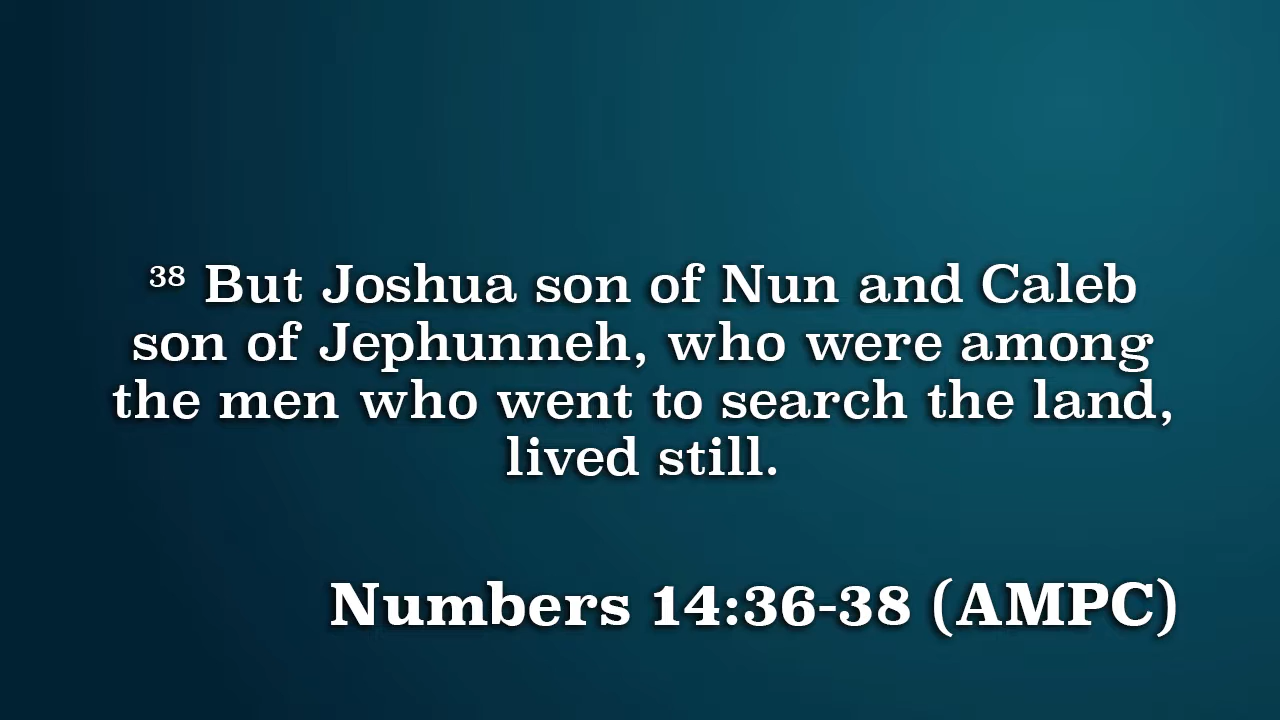 ³⁸ But Joshua son of Nun and Caleb
son of Jephunneh, who were among
the men who went to search the land,
lived still.
Numbers 14:36-38 (AMPC)